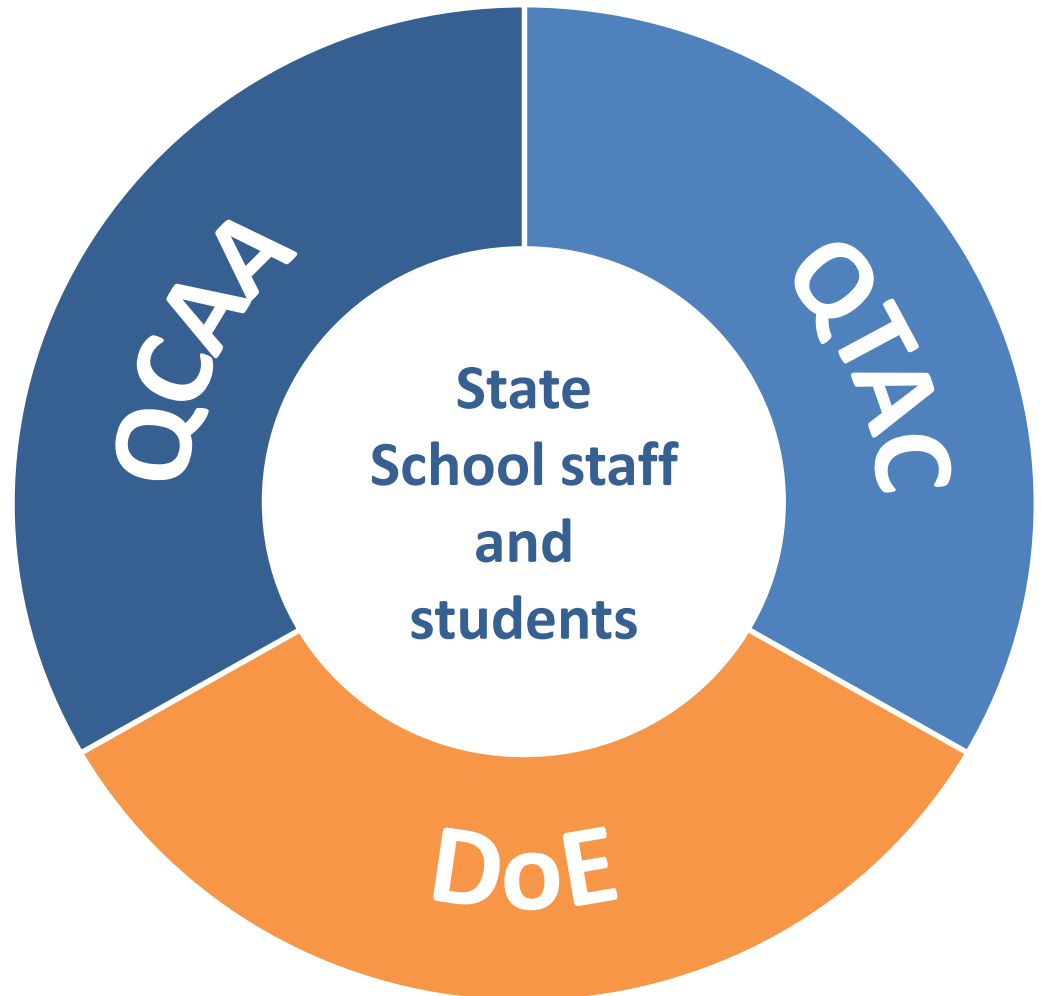 QCAA
QTAC
State
School staff
and
students
DoE